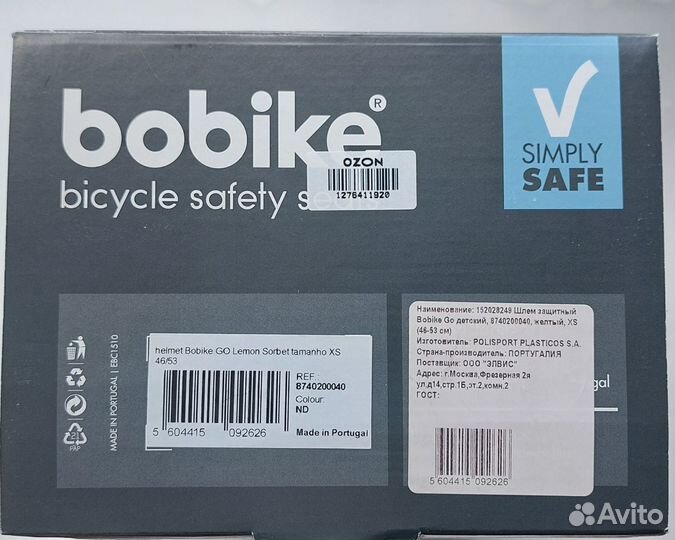 bobike®
OZON
1276411920
bicycle safety
SIMPLY
SAFE
MADE IN PORTUGAL | EBC1510
21
PAP
helmet Bobike GO Lemon Sorbet tamanho XS
46/53
REF.:
8740200040
Colour:
ND
5 604415 092626
Made in Portugal
Наименование: 152028249 Шлем защитный
Bobike Go детский, 8740200040, желтый, XS
(46-53 см)
Изготовитель: POLISPORT PLASTICOS S.A.
Страна-производитель: ПОРТУГАЛИЯ
Поставщик: ООО "ЭЛВИС"
Адрес: г.Москва,Фрезерная 2я
ул,д14,стр.1Б,эт.2,комн.2
ГОСТ:
gal
5 604415 092626
Avito